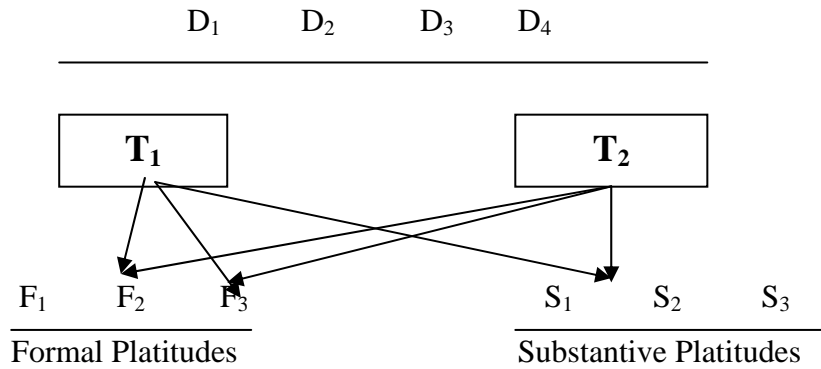 D₁ D₂ D₃ D₄
T₁ T₂
F₁ F₂ F₃ S₁ S₂ S₃
Formal Platitudes Substantive Platitudes